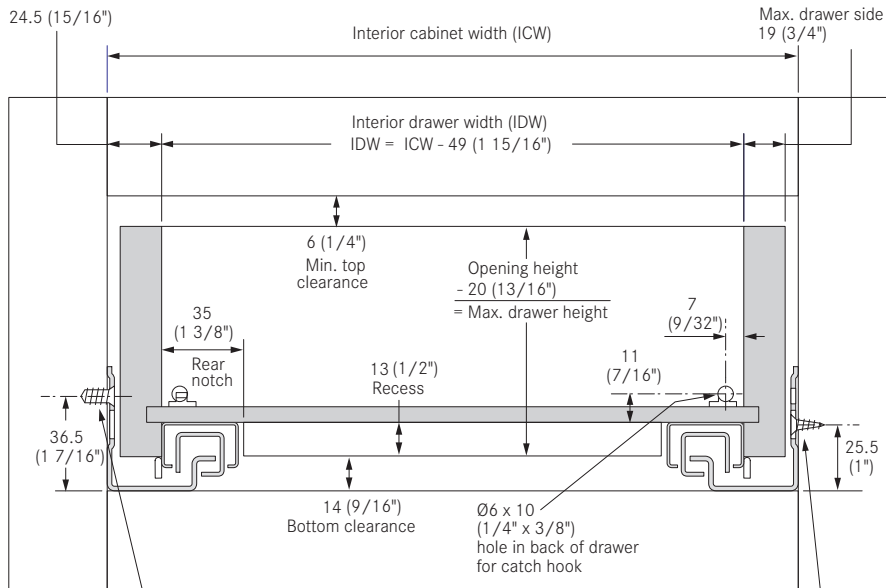 24.5 (15/16")
Interior cabinet width (ICW)
Max. drawer side
19 (3/4")
Interior drawer width (IDW)
IDW = ICW - 49 (1 15/16")
6 (1/4")
Min. top
clearance
Opening height
- 20 (13/16")
= Max. drawer height
35
(1 3/8")
Rear
notch
13 (1/2")
Recess
7
(9/32")
11
(7/16")
36.5
(1 7/16")
25.5
(1")
14 (9/16")
Bottom clearance
Ø6 x 10
(1/4" x 3/8")
hole in back of drawer
for catch hook